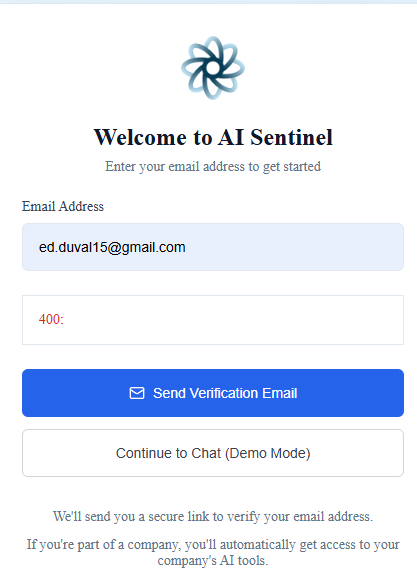 Welcome to AI Sentinel
Enter your email address to get started
Email Address
ed.duval15@gmail.com
400:
Send Verification Email
Continue to Chat (Demo Mode)
We'll send you a secure link to verify your email address.
If you're part of a company, you'll automatically get access to your
company's AI tools.